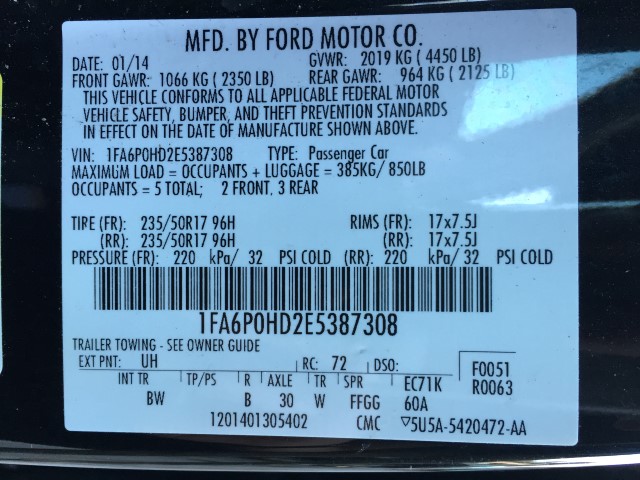 MFD. BY FORD MOTOR CO.
DATE: 01/14 GVWR: 2019 KG ( 4450 LB)
FRONT GAWR: 1066 KG ( 2350 LB) REAR GAWR: 964 KG ( 2125 LB)
THIS VEHICLE CONFORMS TO ALL APPLICABLE FEDERAL MOTOR
VEHICLE SAFETY, BUMPER, AND THEFT PREVENTION STANDARDS
IN EFFECT ON THE DATE OF MANUFACTURE SHOWN ABOVE.
VIN: 1FA6P0HD2E5387308 TYPE: Passenger Car
MAXIMUM LOAD = OCCUPANTS + LUGGAGE = 385KG/ 850LB
OCCUPANTS = 5 TOTAL; 2 FRONT, 3 REAR
TIRE (FR): 235/50R17 96H RIMS (FR): 17x7.5J
(RR): 235/50R17 96H (RR): 17x7.5J
PRESSURE (FR): 220 kPa/ 32 PSI COLD (RR): 220 kPa/ 32 PSI COLD
1FA6P0HD2E5387308
TRAILER TOWING - SEE OWNER GUIDE
EXT PNT: UH RC: 72 DSO: F0051
INT TR TP/PS R AXLE TR SPR EC71K R0063
BW B 30 W FFGG 60A
1201401305402 CMC ▽5U5A-5420472-AA